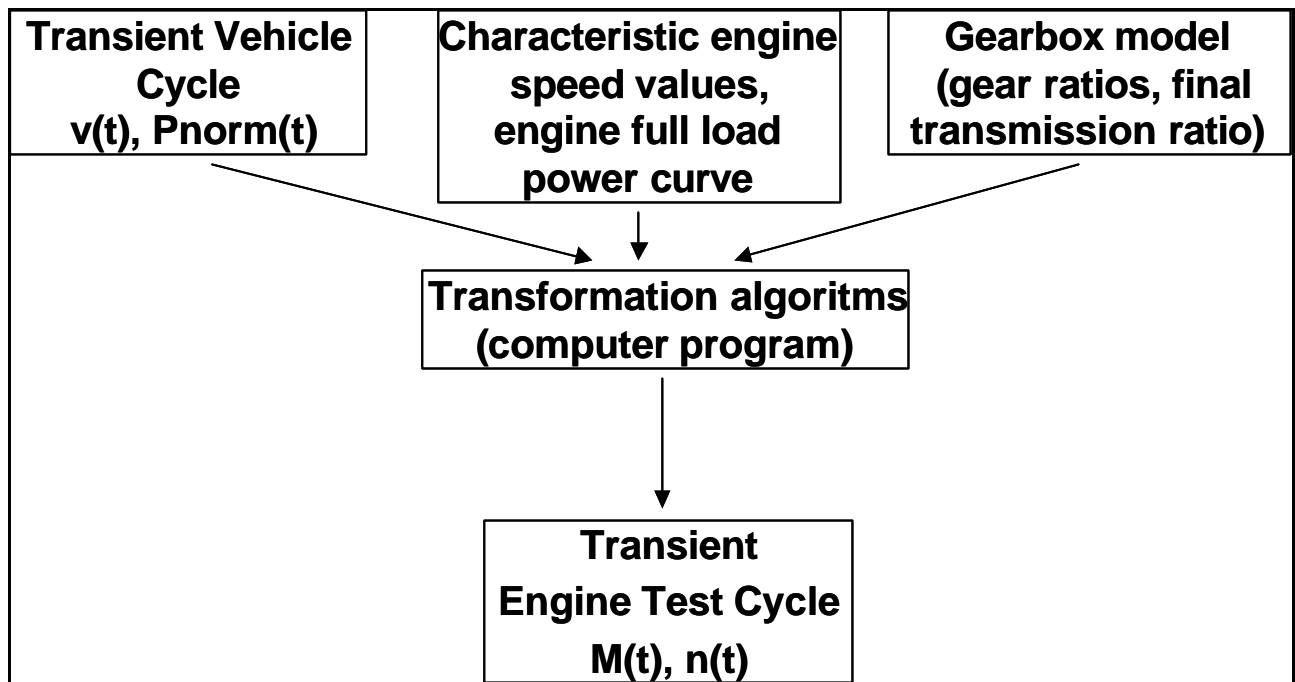 Transient Vehicle
Cycle
v(t), Pnorm(t)
Characteristic engine
speed values,
engine full load
power curve
Gearbox model
(gear ratios, final
transmission ratio)
Transformation algoritms
(computer program)
Transient
Engine Test Cycle
M(t), n(t)